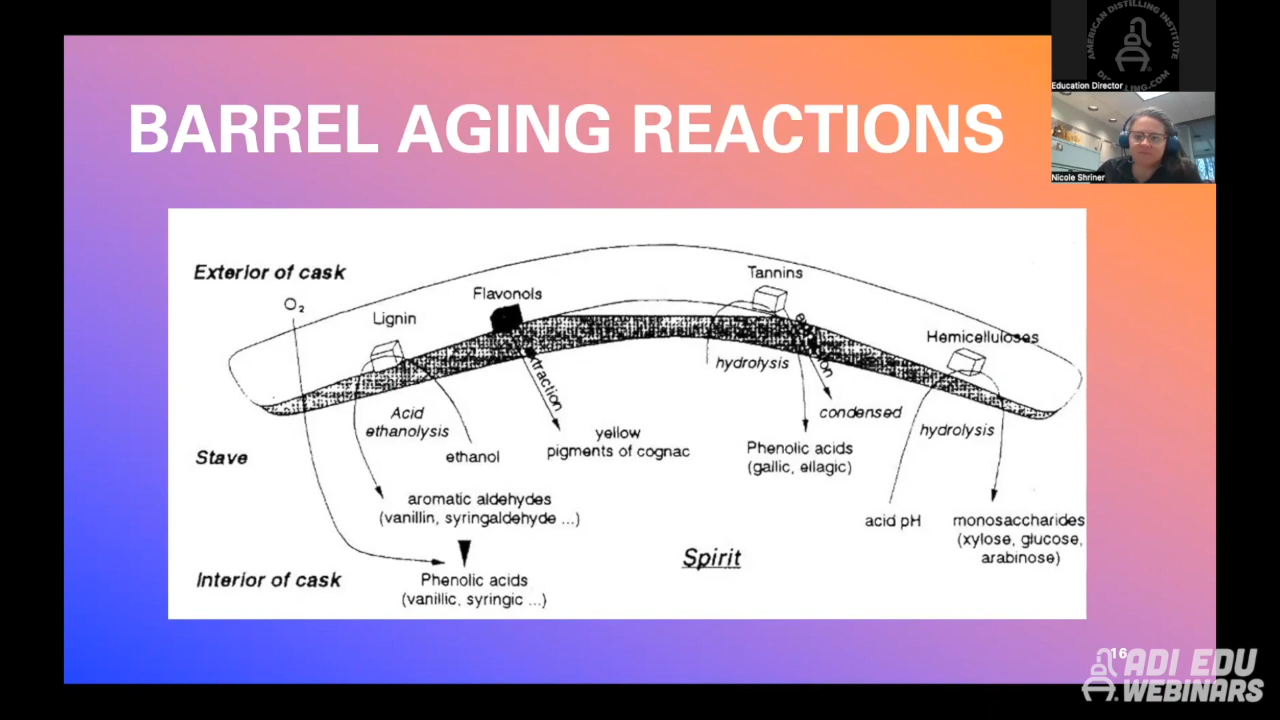 AMERICAN DISTILLING INSTITUTE
DISTILLING.COM
Education Director
Nicole Shriner
BARREL AGING REACTIONS
Exterior of cask
O₂
Lignin
Flavonols
Tannins
Hemicelluloses
hydrolysis
condensed
Acid
ethanolysis
ethanol
yellow
pigments of cognac
Phenolic acids
(gallic, ellagic)
hydrolysis
Stave
aromatic aldehydes
(vanillin, syringaldehyde ...)
acid pH
monosaccharides
(xylose, glucose,
arabinose)
Spirit
Interior of cask
Phenolic acids
(vanillic, syringic ...)
16
ADI EDU
WEBINARS